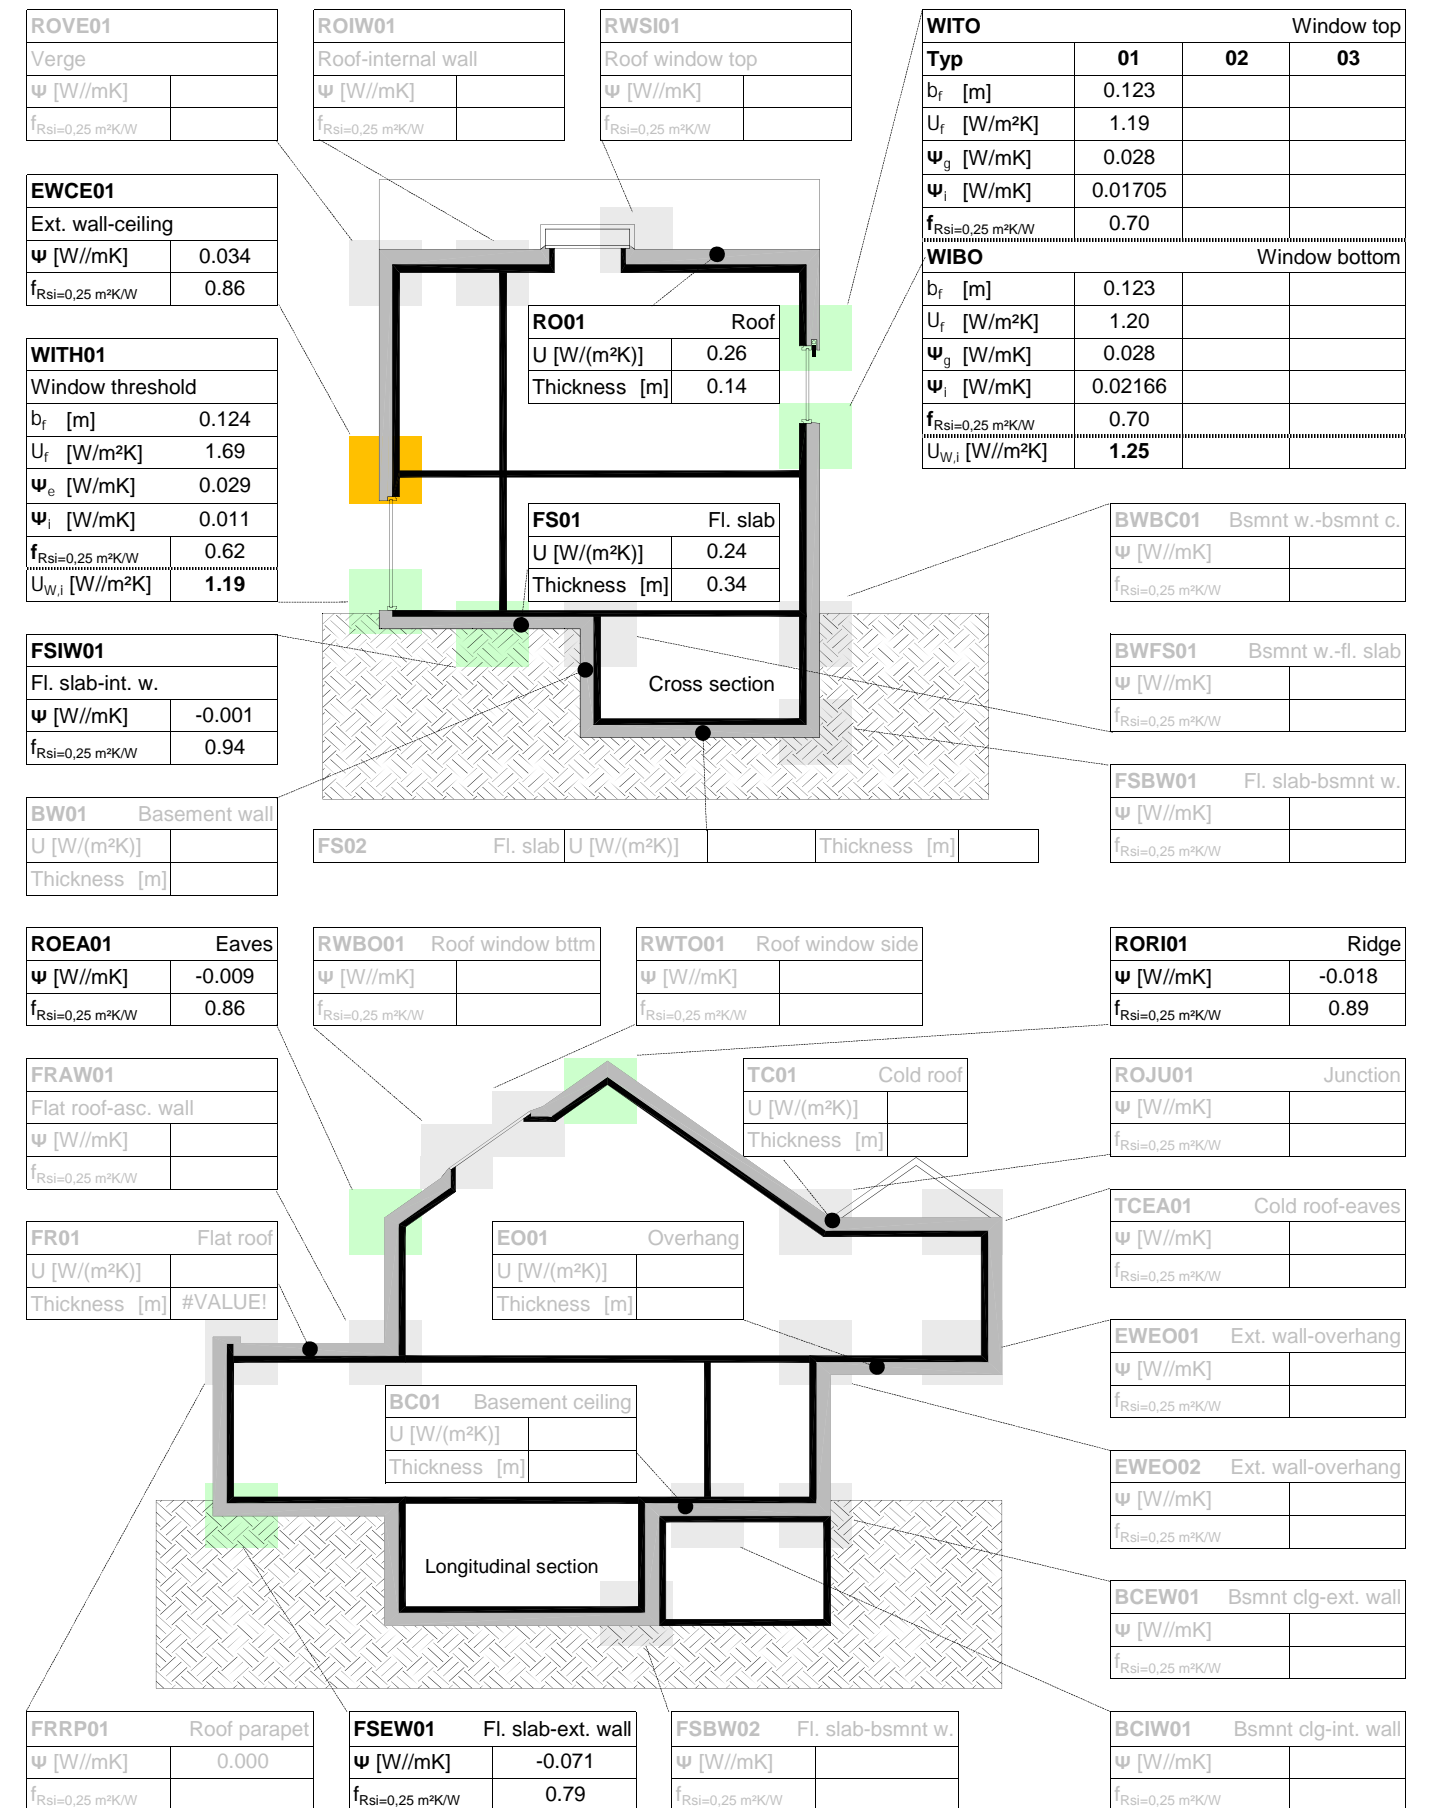 ROVE01
Verge
Ψ [W//mK]
fRsi=0,25 m²K/W
ROIW01
Roof-internal wall
Ψ [W//mK]
fRsi=0,25 m²K/W
RWSI01
Roof window top
Ψ [W//mK]
fRsi=0,25 m²K/W
WITO Window top
Typ 01 02 03
bf [m] 0.123
Uf [W/m²K] 1.19
Ψg [W/mK] 0.028
Ψi [W/mK] 0.01705
fRsi=0,25 m²K/W 0.70
WIBO Window bottom
bf [m] 0.123
Uf [W/m²K] 1.20
Ψg [W/mK] 0.028
Ψi [W/mK] 0.02166
fRsi=0,25 m²K/W 0.70
UW,i [W//m²K] 1.25
EWCE01
Ext. wall-ceiling
Ψ [W//mK] 0.034
fRsi=0,25 m²K/W 0.86
RO01 Roof
U [W/(m²K)] 0.26
Thickness [m] 0.14
WITH01
Window threshold
bf [m] 0.124
Uf [W/m²K] 1.69
Ψe [W/mK] 0.029
Ψi [W/mK] 0.011
fRsi=0,25 m²K/W 0.62
UW,i [W//m²K] 1.19
FS01 Fl. slab
U [W/(m²K)] 0.24
Thickness [m] 0.34
BWBC01 Bsmnt w.-bsmnt c.
Ψ [W//mK]
fRsi=0,25 m²K/W
FSIW01
Fl. slab-int. w.
Ψ [W//mK] -0.001
fRsi=0,25 m²K/W 0.94
Cross section
BWFS01 Bsmnt w.-fl. slab
Ψ [W//mK]
fRsi=0,25 m²K/W
FSBW01 Fl. slab-bsmnt w.
Ψ [W//mK]
fRsi=0,25 m²K/W
BW01 Basement wall
U [W/(m²K)]
Thickness [m]
FS02 Fl. slab U [W/(m²K)] Thickness [m]
ROEA01 Eaves
Ψ [W//mK] -0.009
fRsi=0,25 m²K/W 0.86
RWBO01 Roof window bttm
Ψ [W//mK]
fRsi=0,25 m²K/W
RWTO01 Roof window side
Ψ [W//mK]
fRsi=0,25 m²K/W
RORI01 Ridge
Ψ [W//mK] -0.018
fRsi=0,25 m²K/W 0.89
FRAW01
Flat roof-asc. wall
Ψ [W//mK]
fRsi=0,25 m²K/W
TC01 Cold roof
U [W/(m²K)]
Thickness [m]
ROJU01 Junction
Ψ [W//mK]
fRsi=0,25 m²K/W
TCEA01 Cold roof-eaves
Ψ [W//mK]
fRsi=0,25 m²K/W
FR01 Flat roof
U [W/(m²K)]
Thickness [m] #VALUE!
EO01 Overhang
U [W/(m²K)]
Thickness [m]
EWEO01 Ext. wall-overhang
Ψ [W//mK]
fRsi=0,25 m²K/W
BC01 Basement ceiling
U [W/(m²K)]
Thickness [m]
EWEO02 Ext. wall-overhang
Ψ [W//mK]
fRsi=0,25 m²K/W
Longitudinal section
BCEW01 Bsmnt clg-ext. wall
Ψ [W//mK]
fRsi=0,25 m²K/W
FRRP01 Roof parapet
Ψ [W//mK] 0.000
fRsi=0,25 m²K/W
FSEW01 Fl. slab-ext. wall
Ψ [W//mK] -0.071
fRsi=0,25 m²K/W 0.79
FSBW02 Fl. slab-bsmnt w.
Ψ [W//mK]
fRsi=0,25 m²K/W
BCIW01 Bsmnt clg-int. wall
Ψ [W//mK]
fRsi=0,25 m²K/W